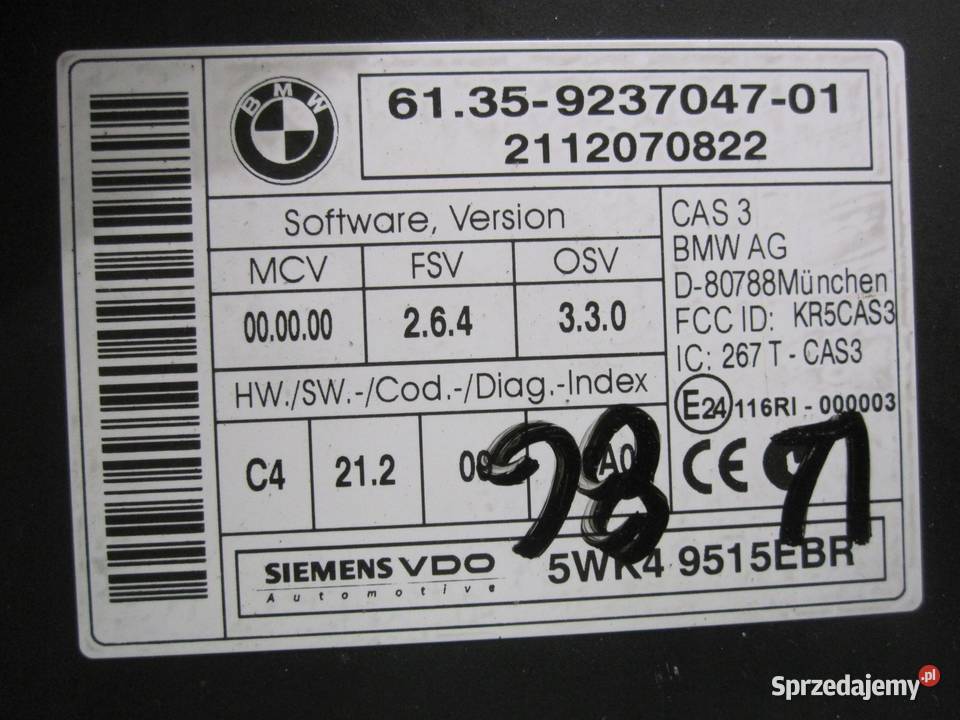 BMW
61.35-9237047-01
2112070822
Software, Version
MCV FSV OSV
00.00.00 2.6.4 3.3.0
HW./SW.-/Cod.-/Diag.-Index
C4 21.2 A0
CAS 3
BMW AG
D-80788München
FCC ID: KR5CAS3
IC: 267 T - CAS3
E24 116RI - 000003
CE
SIEMENS VDO
Automotive
5WK4 9515EBR
Sprzedajemy.pl